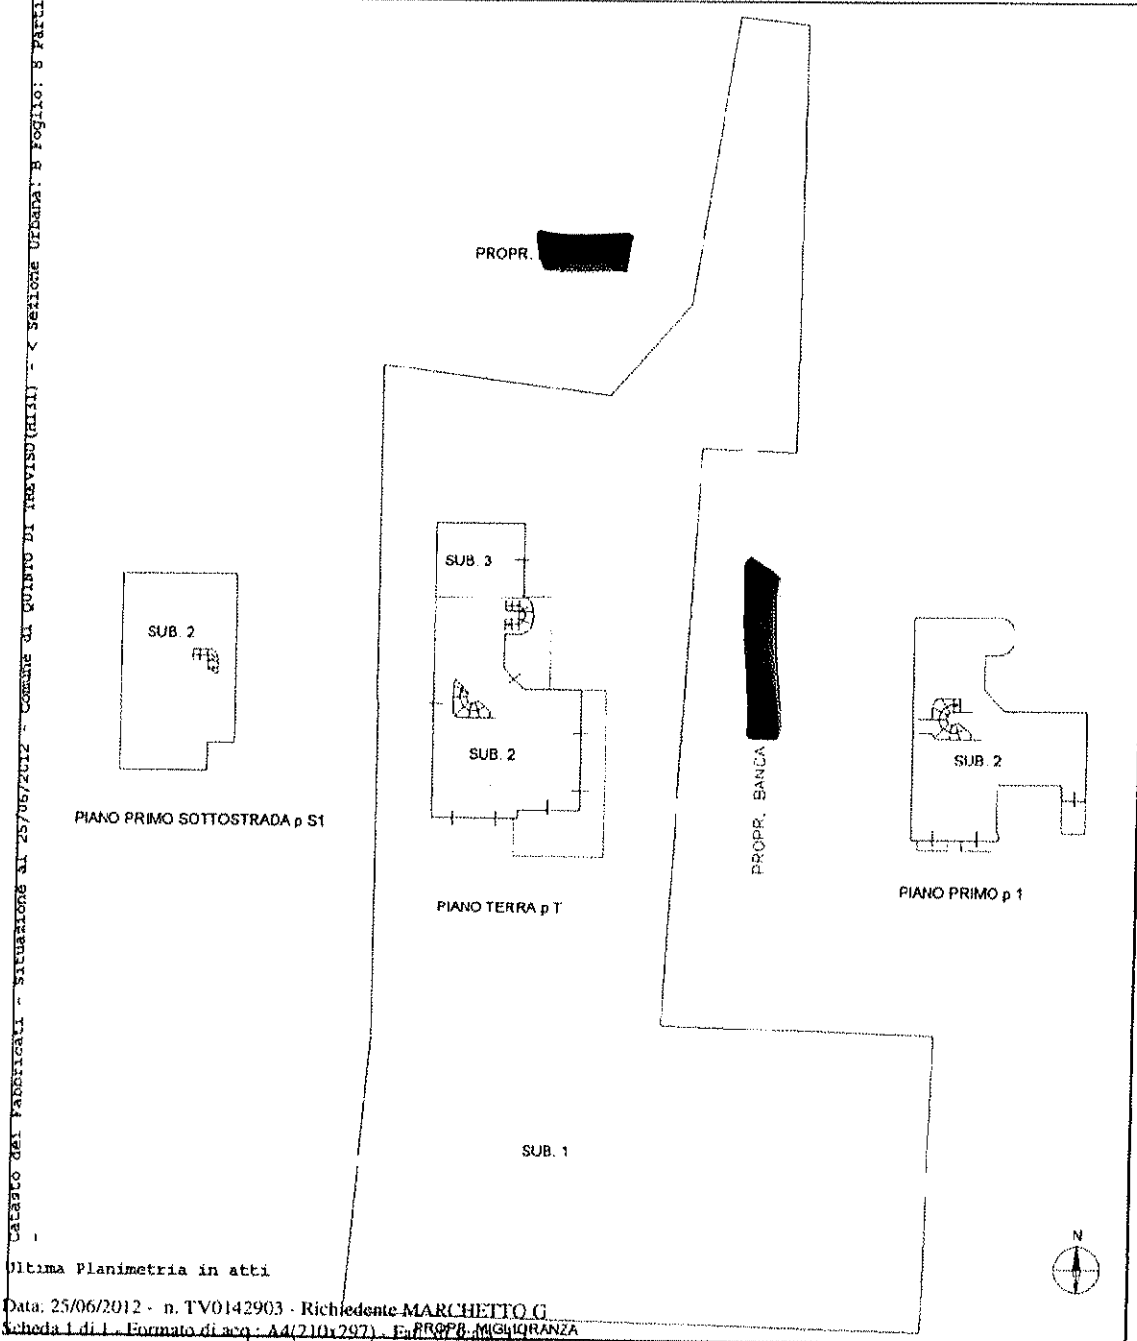 Catasto dei Fabbricati - Situazione al 25/06/2012 - Comune di QUINTO DI TREVISO(H131) - < Sezione Urbana: B Foglio: 8 Parti
PROPR.
SUB. 3
SUB. 2
SUB. 2
SUB. 2
PROPR. BANCA
PIANO PRIMO SOTTOSTRADA p S1
PIANO TERRA p T
PIANO PRIMO p 1
SUB. 1
N
Ultima Planimetria in atti
Data: 25/06/2012 - n. TV0142903 - Richiedente MARCHETTO G
Scheda 1 di 1 - Formato di acq.: A4(210x297) -
PROPR. MIGLIORANZA